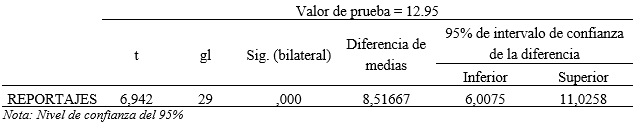 Valor de prueba = 12.95
t gl Sig. (bilateral) Diferencia de medias 95% de intervalo de confianza de la diferencia
Inferior Superior
REPORTAJES 6,942 29 ,000 8,51667 6,0075 11,0258
Nota: Nivel de confianza del 95%